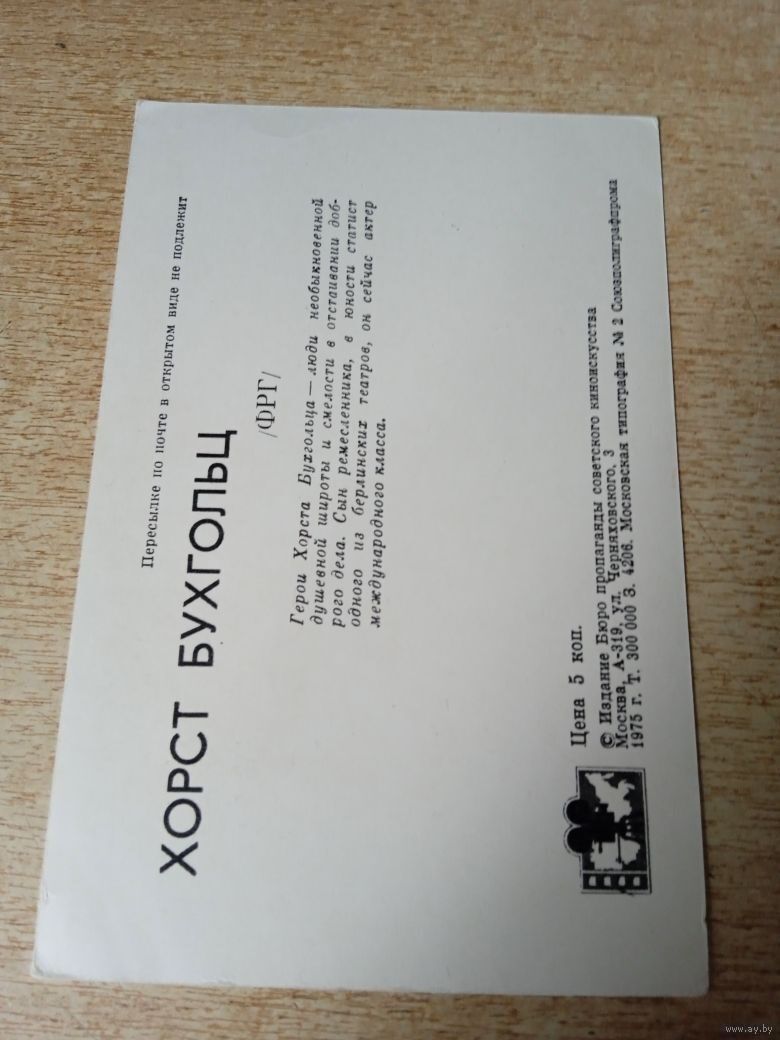 Пересылке по почте в открытом виде не подлежит
ХОРСТ БУХГОЛЬЦ
/ФРГ/
Герои Хорста Бухгольца — люди необыкновенной
душевной широты и смелости в отстаивании доб-
рого дела. Сын ремесленника, в юности статист
одного из берлинских театров, он сейчас актер
международного класса.
Цена 5 коп.
© Издание Бюро пропаганды советского киноискусства
Москва, А-319, ул. Черняховского, 3
1975 г. Т. 300 000 З. 4206. Московская типография № 2 Союзполиграфпрома
www.ay.by